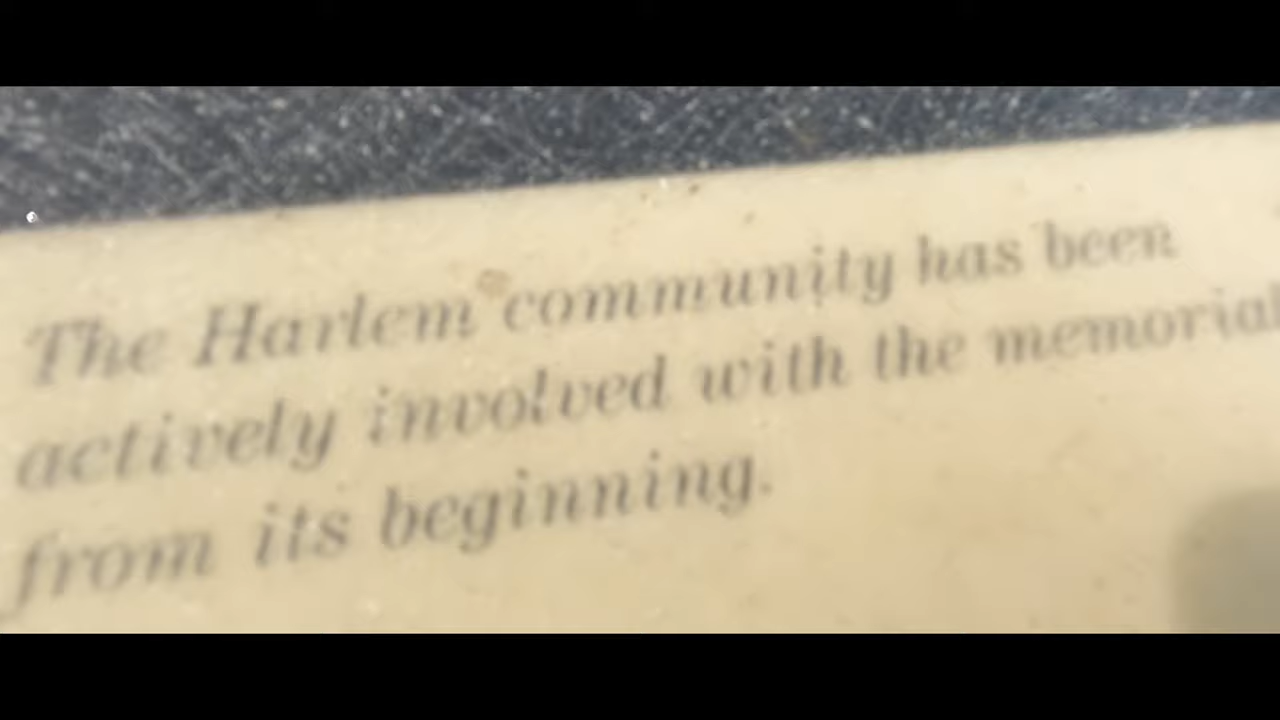 The Harlem community has been
actively involved with the memorial
from its beginning.